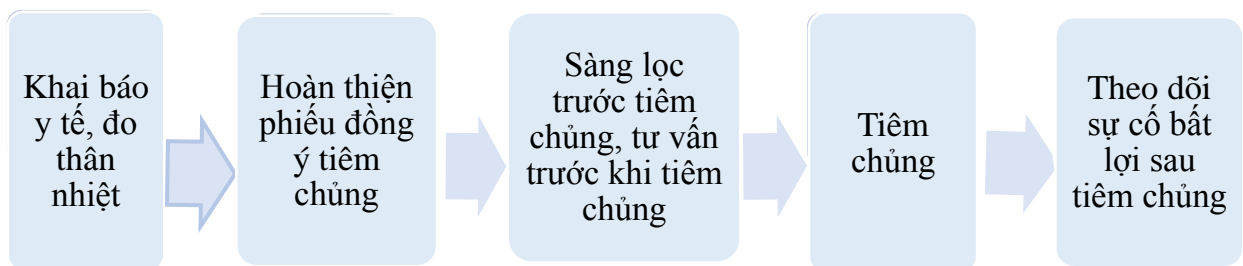 Khai báo
y tế, đo
thân
nhiệt
Hoàn thiện
phiếu đồng
ý tiêm
chủng
Sàng lọc
trước tiêm
chủng, tư vấn
trước khi tiêm
chủng
Tiêm
chủng
Theo dõi
sự cố bất
lợi sau
tiêm chủng